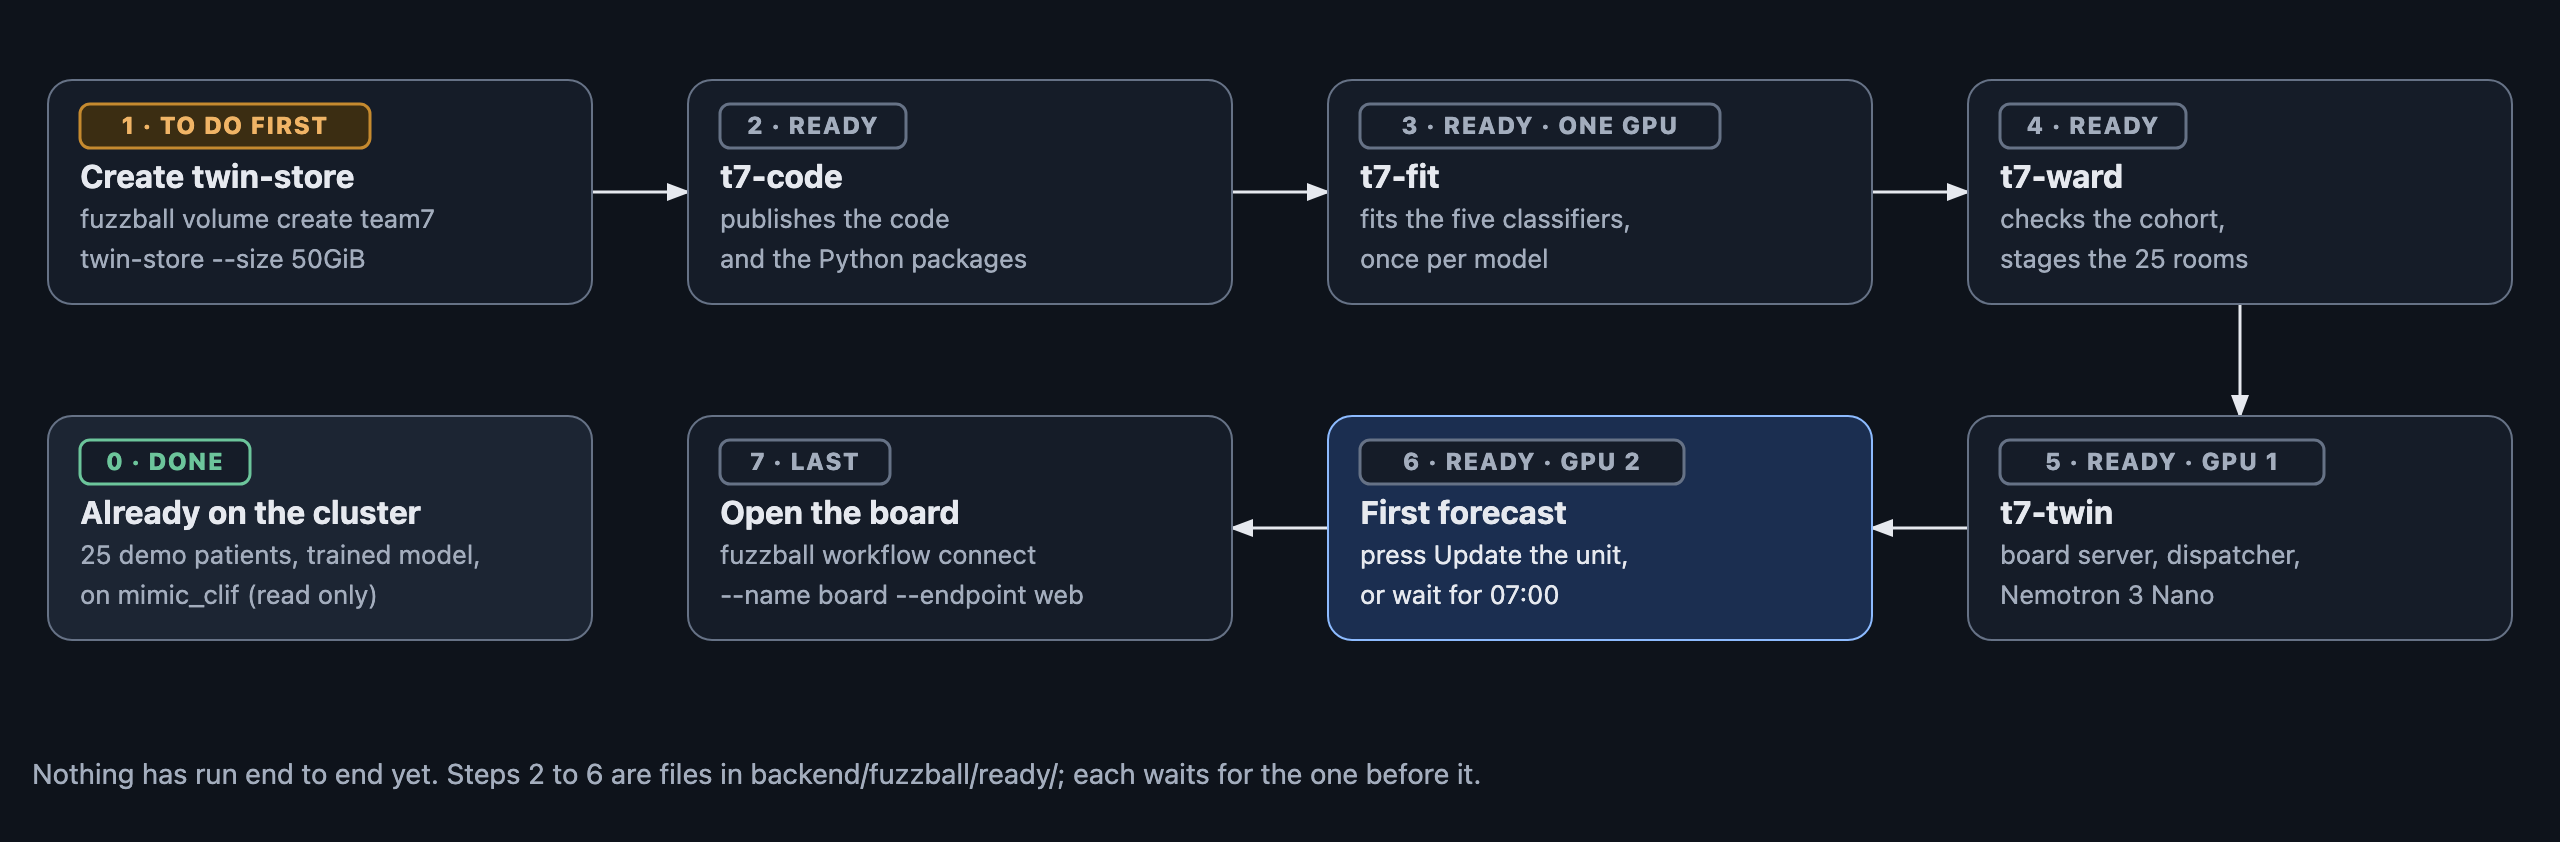 1 · TO DO FIRST
Create twin-store
fuzzball volume create team7
twin-store --size 50GiB
2 · READY
t7-code
publishes the code
and the Python packages
3 · READY · ONE GPU
t7-fit
fits the five classifiers,
once per model
4 · READY
t7-ward
checks the cohort,
stages the 25 rooms
0 · DONE
Already on the cluster
25 demo patients, trained model,
on mimic_clif (read only)
7 · LAST
Open the board
fuzzball workflow connect
--name board --endpoint web
6 · READY · GPU 2
First forecast
press Update the unit,
or wait for 07:00
5 · READY · GPU 1
t7-twin
board server, dispatcher,
Nemotron 3 Nano
Nothing has run end to end yet. Steps 2 to 6 are files in backend/fuzzball/ready/; each waits for the one before it.